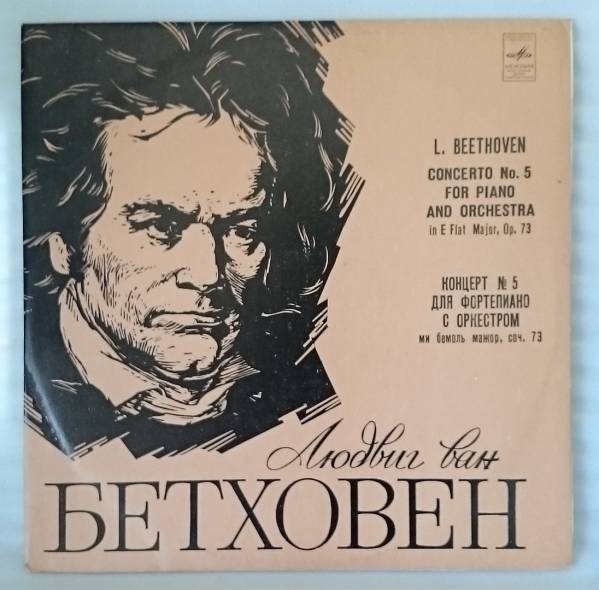 L. BEETHOVEN
CONCERTO No. 5
FOR PIANO
AND ORCHESTRA
in E Flat Major, Op. 73
КОНЦЕРТ № 5
ДЛЯ ФОРТЕПИАНО
С ОРКЕСТРОМ
ми бемоль мажор, соч. 73
Людвиг ван
БЕТХОВЕН